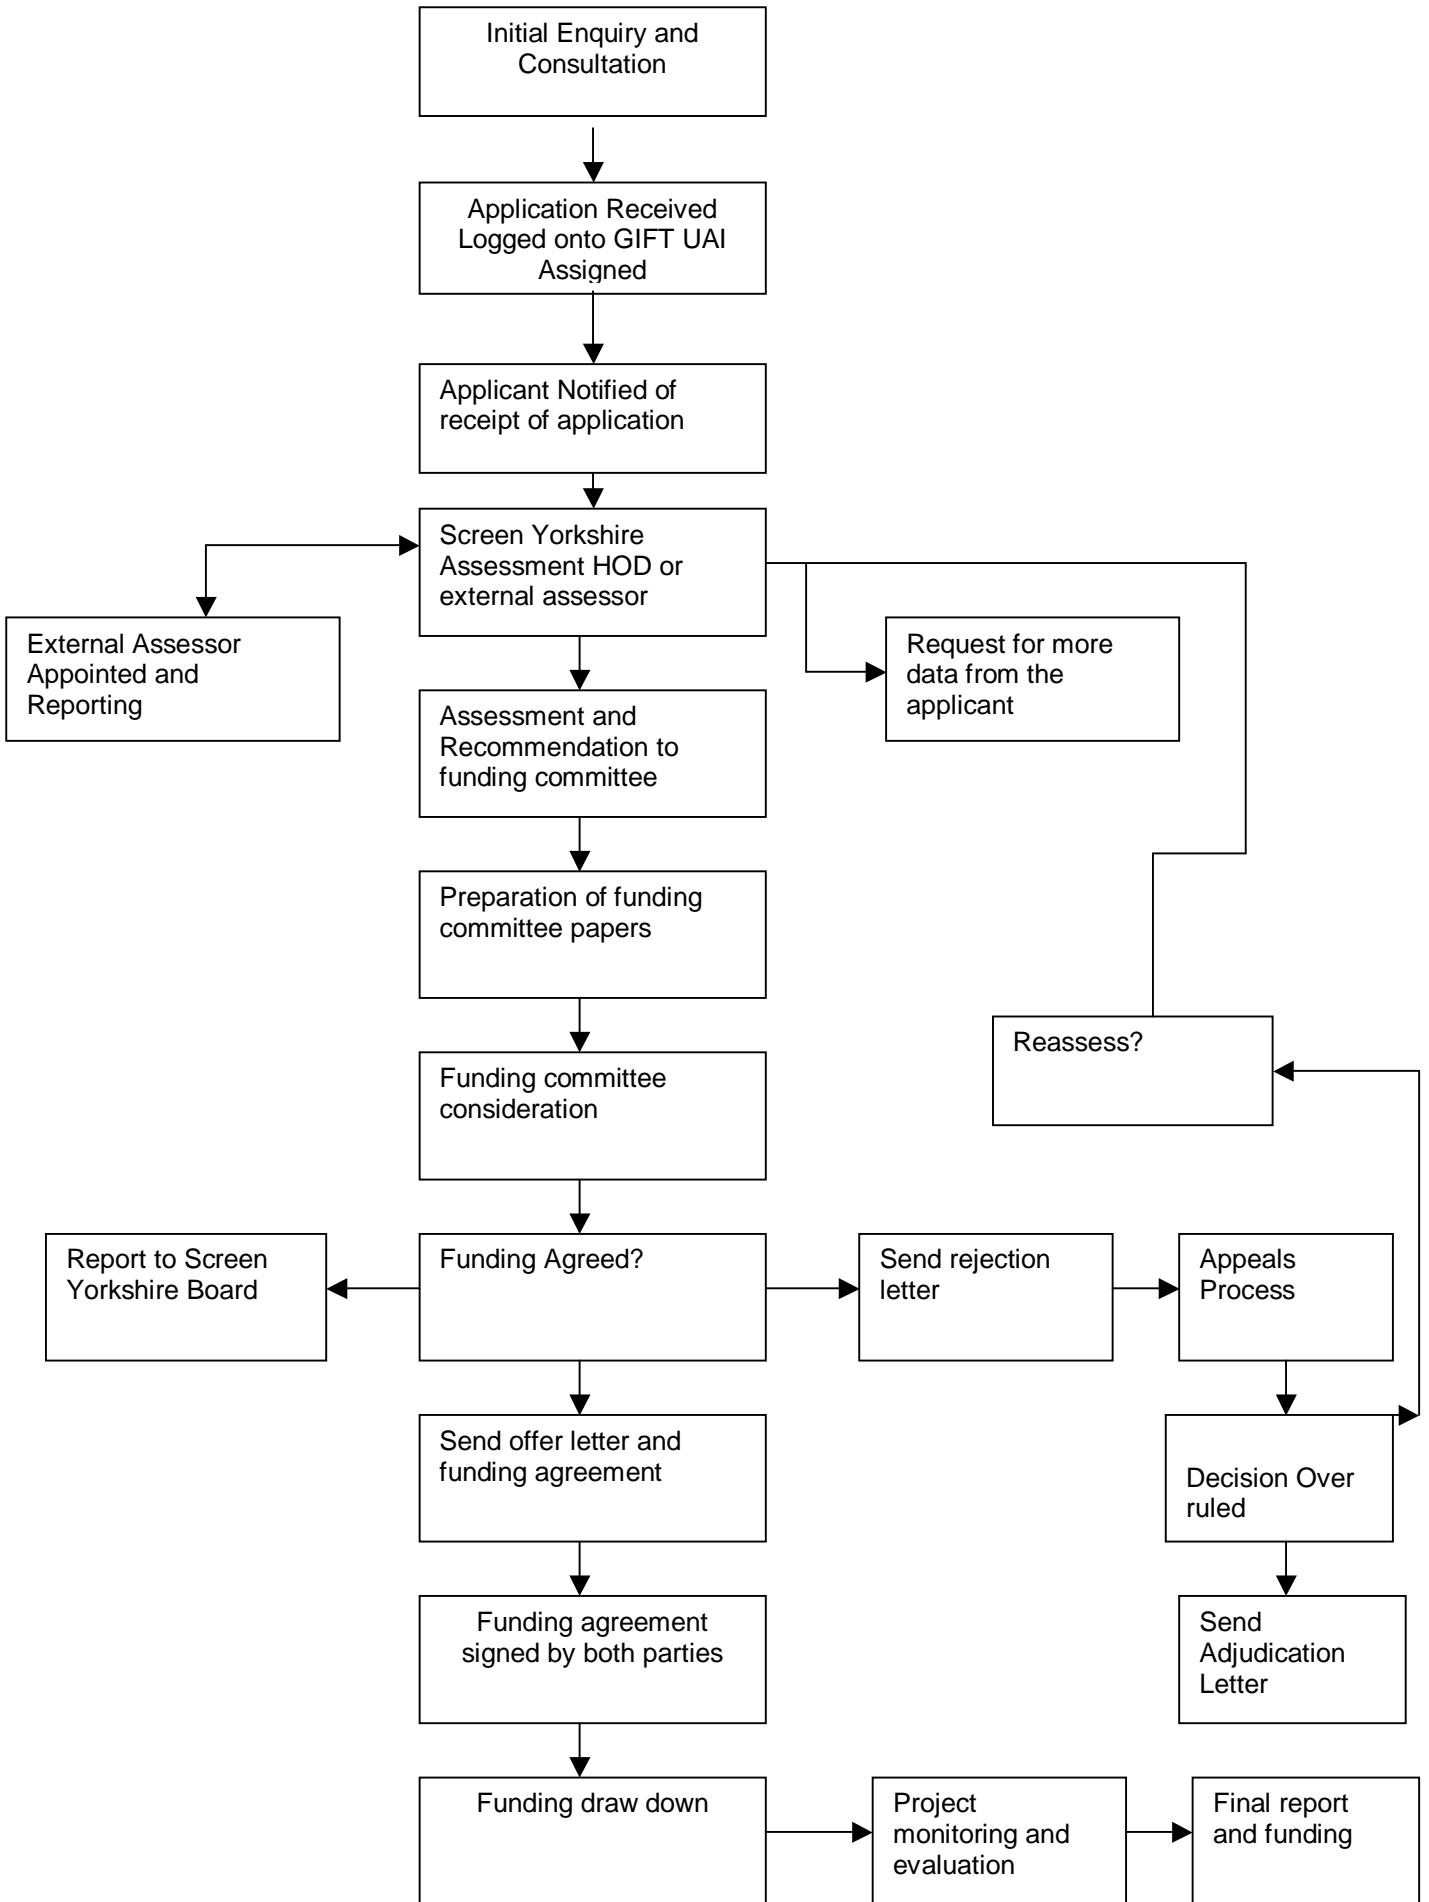 Initial Enquiry and
Consultation
Application Received
Logged onto GIFT UAI
Assigned
Applicant Notified of
receipt of application
Screen Yorkshire
Assessment HOD or
external assessor
External Assessor
Appointed and
Reporting
Request for more
data from the
applicant
Assessment and
Recommendation to
funding committee
Preparation of funding
committee papers
Funding committee
consideration
Reassess?
Report to Screen
Yorkshire Board
Funding Agreed?
Send rejection
letter
Appeals
Process
Send offer letter and
funding agreement
Decision Over
ruled
Funding agreement
signed by both parties
Send
Adjudication
Letter
Funding draw down
Project
monitoring and
evaluation
Final report
and funding